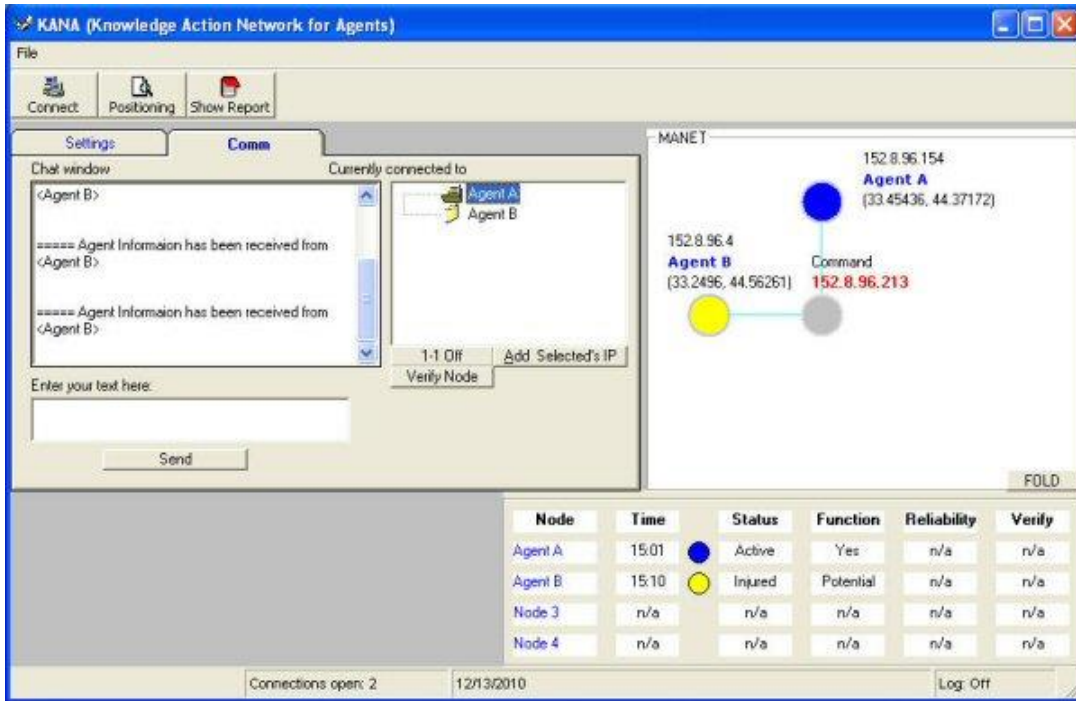 KANA (Knowledge Action Network for Agents)
File
Connect Positioning Show Report
Settings Comm
Chat window
<Agent B>
===== Agent Informaion has been received from
<Agent B>
===== Agent Informaion has been received from
<Agent B>
Currently connected to
Agent A
Agent B
1-1 Off Add Selected's IP
Verify Node
Enter your text here:
Send
MANET
152.8.96.154
Agent A
(33.45436, 44.37172)
152.8.96.4
Agent B
(33.2496, 44.56261)
Command
152.8.96.213
FOLD
Node Time Status Function Reliability Verify
Agent A 15:01 Active Yes n/a n/a
Agent B 15:10 Injured Potential n/a n/a
Node 3 n/a n/a n/a n/a n/a
Node 4 n/a n/a n/a n/a n/a
Connections open: 2 12/13/2010 Log: Off